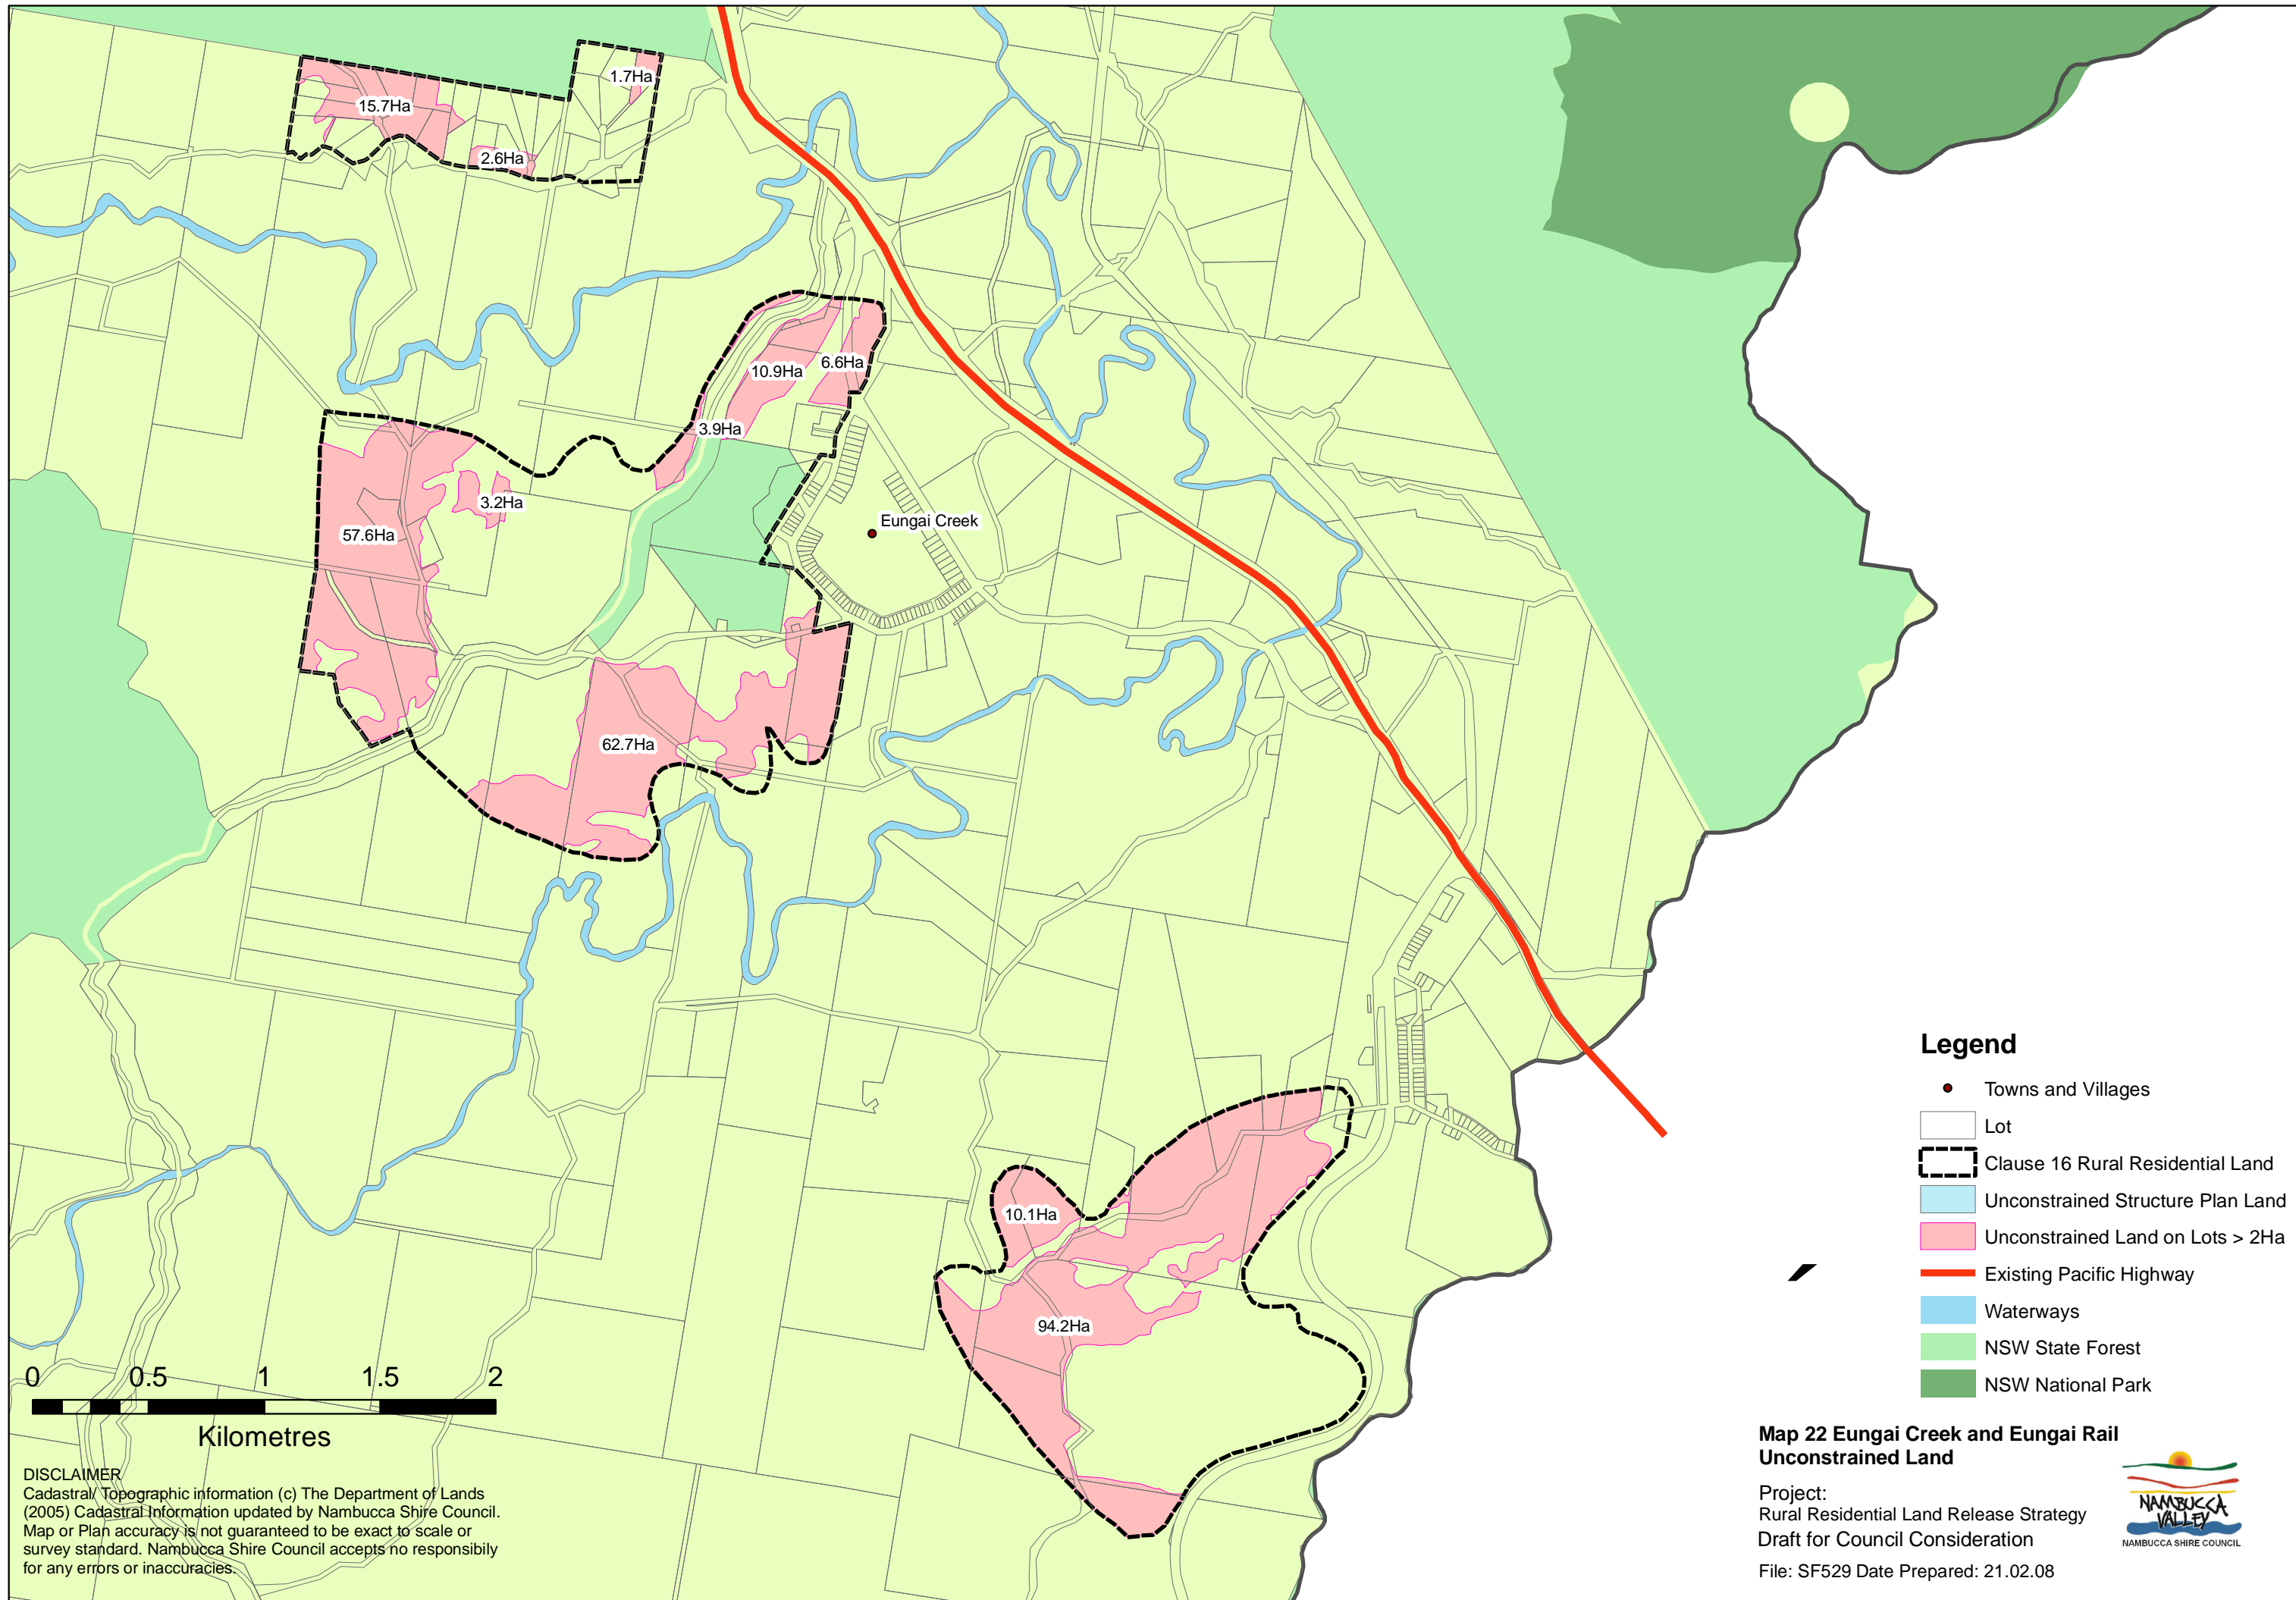 1.7Ha
15.7Ha
2.6Ha
10.9Ha
6.6Ha
3.9Ha
3.2Ha
57.6Ha
Eungai Creek
62.7Ha
10.1Ha
94.2Ha
0 0.5 1 1.5 2
Kilometres
DISCLAIMER
Cadastral/ Topographic information (c) The Department of Lands
(2005) Cadastral Information updated by Nambucca Shire Council.
Map or Plan accuracy is not guaranteed to be exact to scale or
survey standard. Nambucca Shire Council accepts no responsibily
for any errors or inaccuracies.
Legend
Towns and Villages
Lot
Clause 16 Rural Residential Land
Unconstrained Structure Plan Land
Unconstrained Land on Lots > 2Ha
Existing Pacific Highway
Waterways
NSW State Forest
NSW National Park
Map 22 Eungai Creek and Eungai Rail
Unconstrained Land
Project:
Rural Residential Land Release Strategy
Draft for Council Consideration
File: SF529 Date Prepared: 21.02.08
NAMBUCCA
VALLEY
NAMBUCCA SHIRE COUNCIL